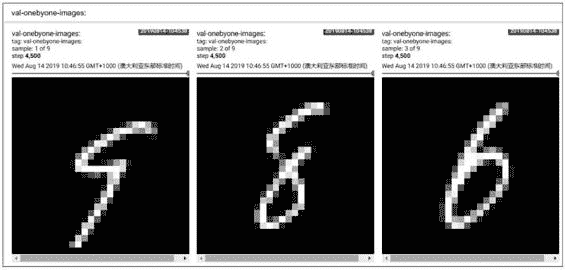 val-onebyone-images:
val-onebyone-images: 20190814-104538
tag: val-onebyone-images:
sample: 1 of 9
step 4,500
Wed Aug 14 2019 10:46:55 GMT+1000 (澳大利亚东部标准时间)
5
val-onebyone-images: 20190814-104538
tag: val-onebyone-images:
sample: 2 of 9
step 4,500
Wed Aug 14 2019 10:46:55 GMT+1000 (澳大利亚东部标准时间)
8
val-onebyone-images: 20190814-104538
tag: val-onebyone-images:
sample: 3 of 9
step 4,500
Wed Aug 14 2019 10:46:55 GMT+1000 (澳大利亚东部标准时间)
6